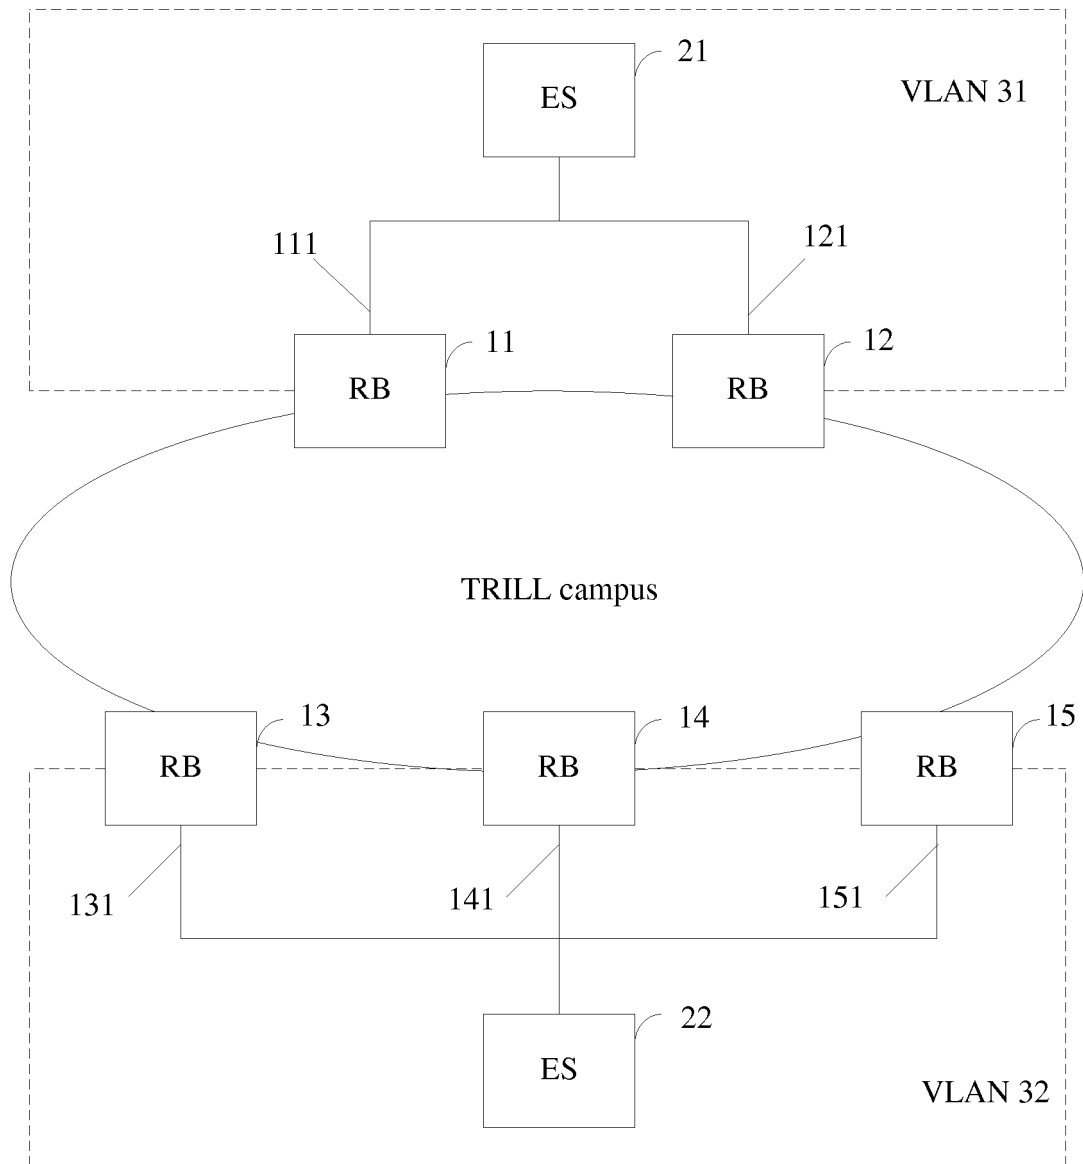 21
ES
VLAN 31
111
121
11
12
RB
RB
TRILL campus
13
14
15
RB
RB
RB
131
141
151
22
ES
VLAN 32